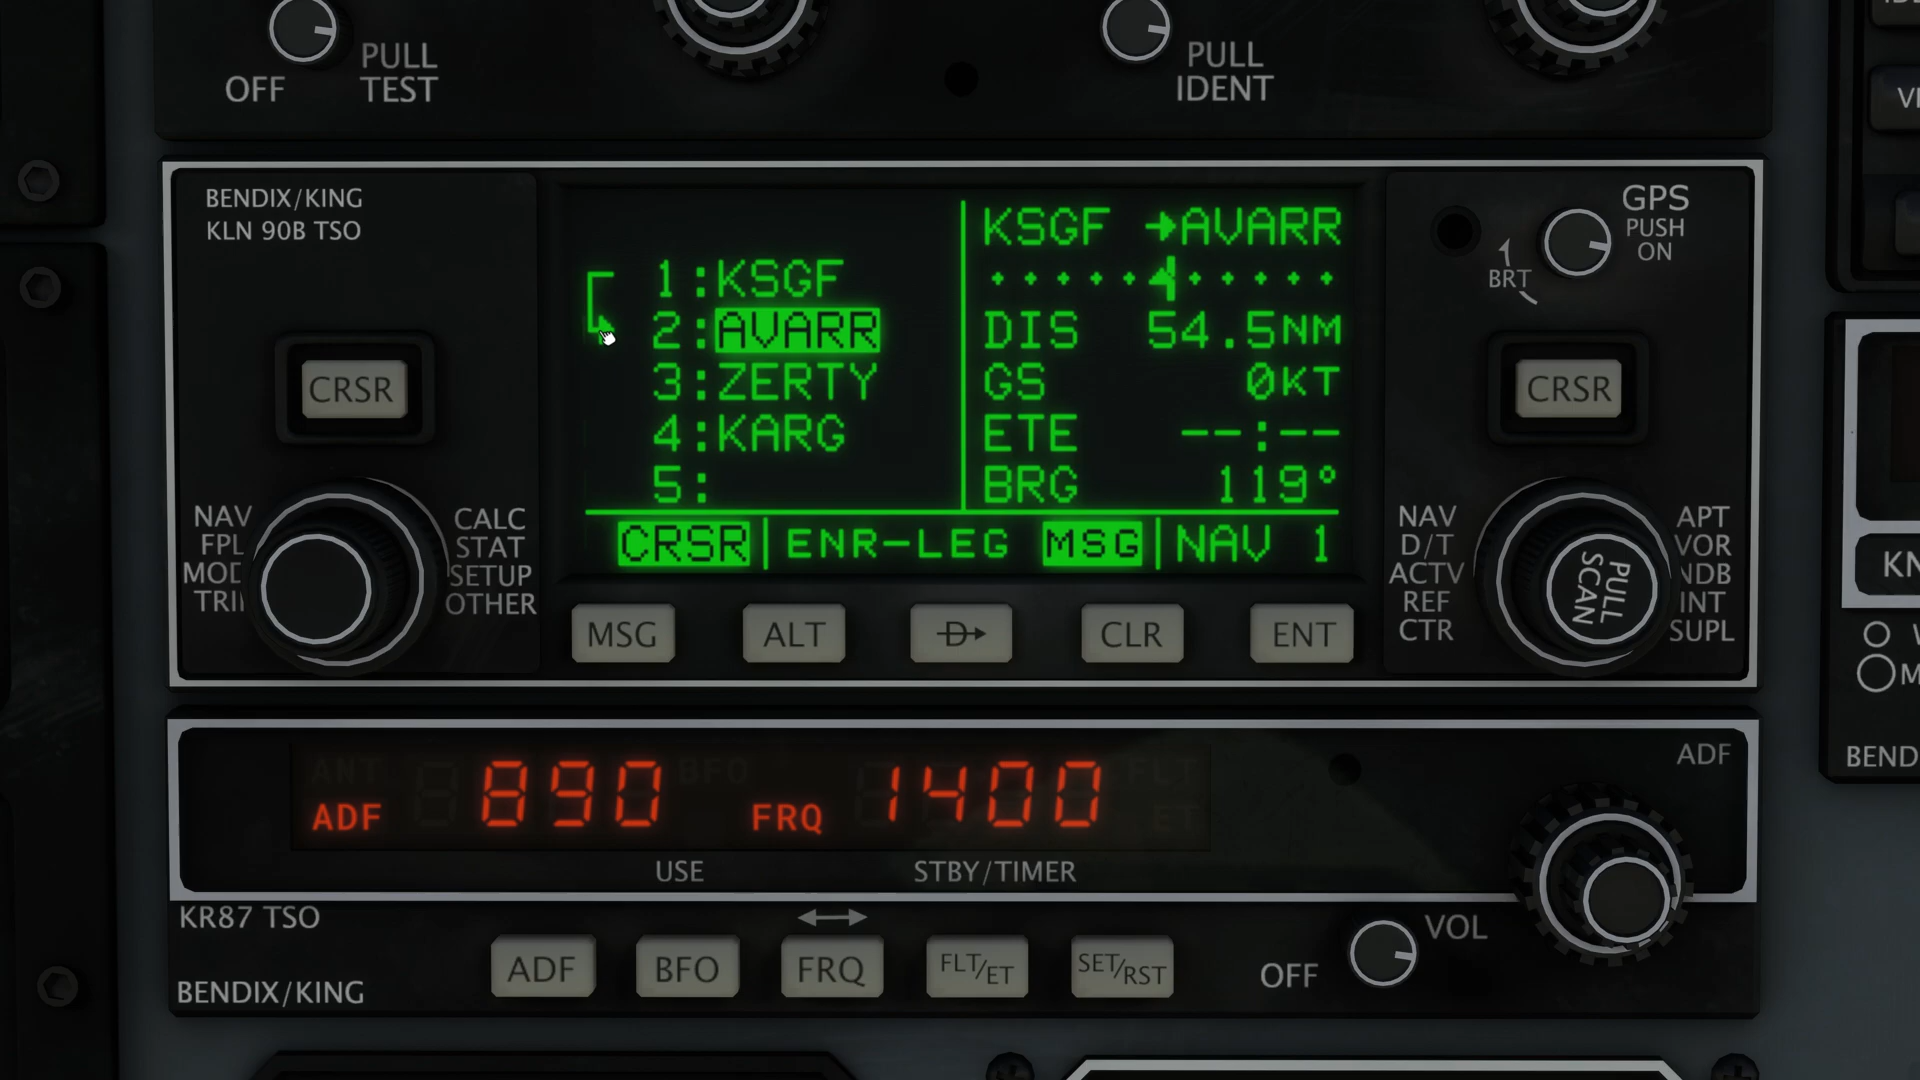 OFF
PULL
TEST
PULL
IDENT
BENDIX/KING
KLN 90B TSO
CRSR
NAV
FPL
CALC
STAT
SETUP
OTHER
1:KSGF
2:AVARR
3:ZERTY
4:KARG
5:
KSGF →AVARR
DIS 54.5NM
GS 0KT
ETE --:--
BRG 119°
CRSR ENR-LEG MSG NAV 1
MSG
ALT
D→
CLR
ENT
GPS
PUSH
ON
BRT
CRSR
NAV
D/T
ACTV
REF
CTR
PULL
SCAN
APT
VOR
NDB
INT
SUPL
KN
BEND
ADF 890 FRQ 1400
ANT BFO FLT
ET
USE
STBY/TIMER
ADF
KR87 TSO
BENDIX/KING
ADF
BFO
FRQ
FLT/ET
SET/RST
OFF
VOL